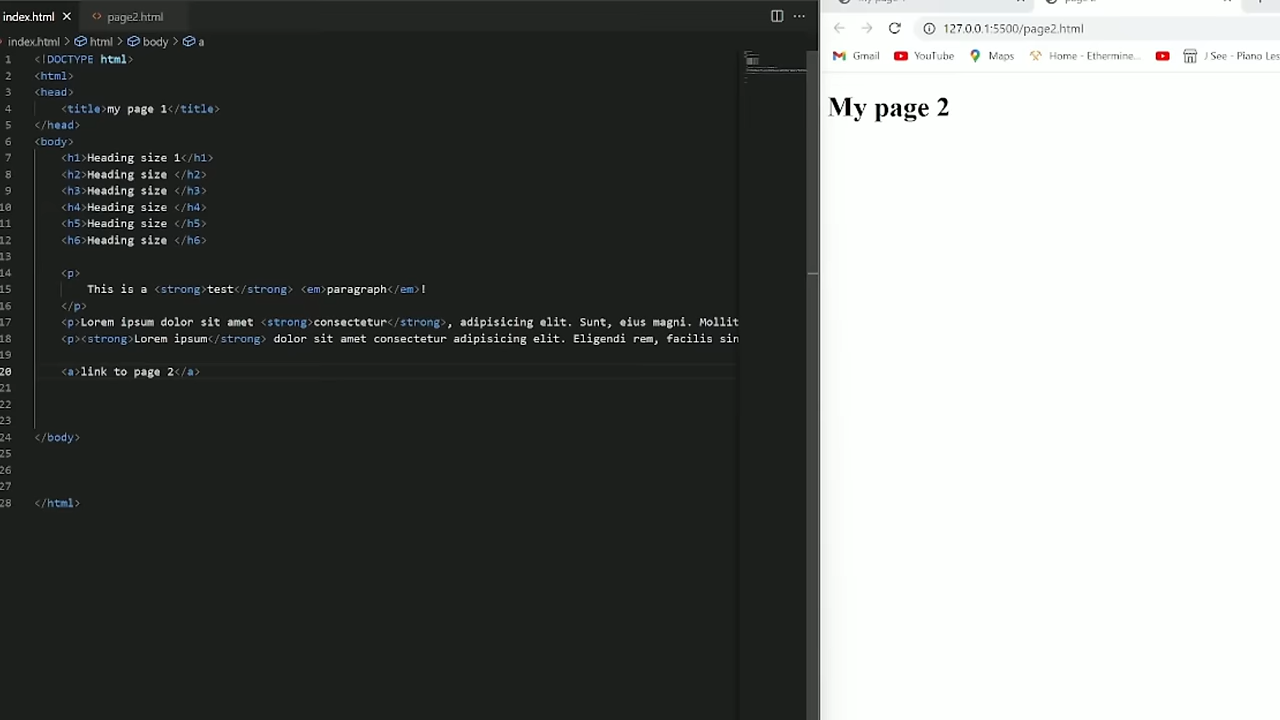 index.html
page2.html
index.html > html > body > a
1 <!DOCTYPE html>
2 <html>
3 <head>
4 <title>my page 1</title>
5 </head>
6 <body>
7 <h1>Heading size 1</h1>
8 <h2>Heading size </h2>
9 <h3>Heading size </h3>
10 <h4>Heading size </h4>
11 <h5>Heading size </h5>
12 <h6>Heading size </h6>
13
14 <p>
15 This is a <strong>test</strong> <em>paragraph</em>!
16 </p>
17 <p>Lorem ipsum dolor sit amet <strong>consectetur</strong>, adipisicing elit. Sunt, eius magni. Mollit
18 <p><strong>Lorem ipsum</strong> dolor sit amet consectetur adipisicing elit. Eligendi rem, facilis sin
19
20 <a>link to page 2</a>
21
22
23
24 </body>
25
26
27
28 </html>
127.0.0.1:5500/page2.html
Gmail YouTube Maps Home - Ethermine... J See - Piano Les
My page 2